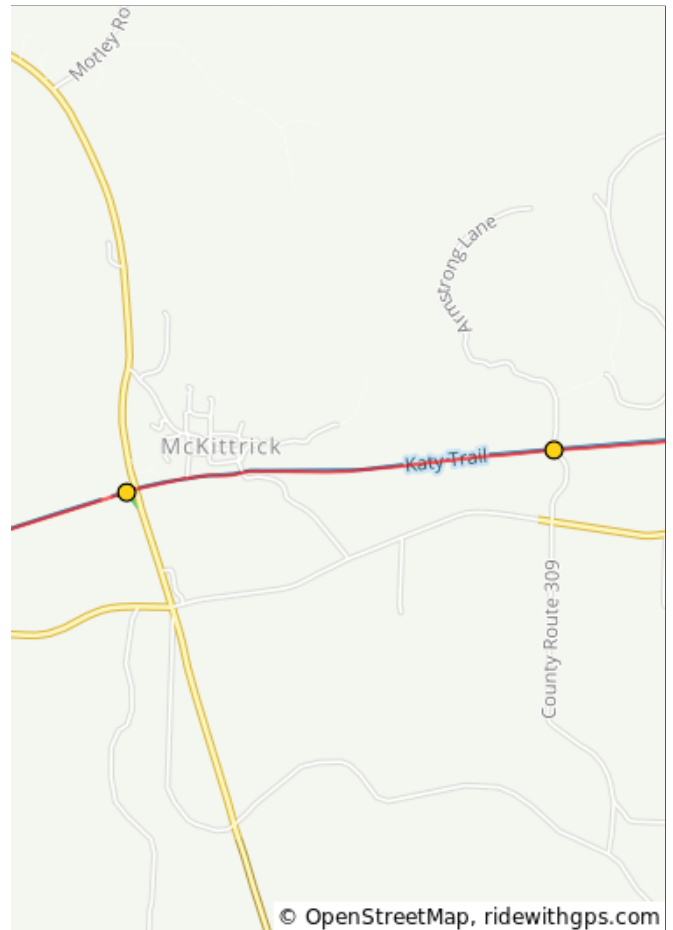 Motley Ro
Armstrong Lane
McKittrick
Katy Trail
County Route 309
© OpenStreetMap, ridewithgps.com